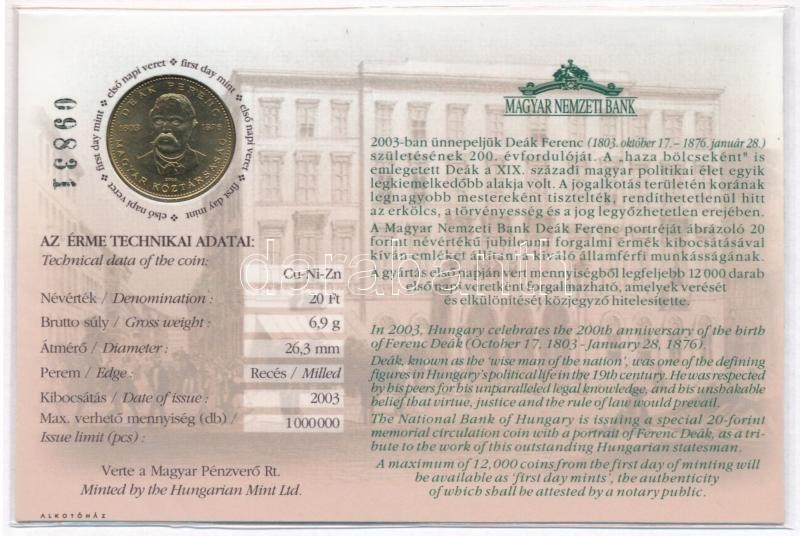 09831
első napi veret ❖ first day mint ❖ első napi veret ❖ first day mint ❖ első napi veret ❖ first day mint ❖
DEÁK FERENC
1803 1876
MAGYAR KÖZTÁRSASÁG
AZ ÉRME TECHNIKAI ADATAI:
Technical data of the coin:
Cu-Ni-Zn
Névérték / Denomination : 20 Ft
Brutto súly / Gross weight : 6,9 g
Átmérő / Diameter : 26,3 mm
Perem / Edge : Recés / Milled
Kibocsátás / Date of issue : 2003
Max. verhető mennyiség (db) /
Issue limit (pcs) : 1000000
Verte a Magyar Pénzverő Rt.
Minted by the Hungarian Mint Ltd.
ALKOTÓHÁZ
MAGYAR NEMZETI BANK
2003-ban ünnepeljük Deák Ferenc (1803. október 17. – 1876. január 28.)
születésének 200. évfordulóját. A „haza bölcseként" is
emlegetett Deák a XIX. századi magyar politikai élet egyik
legkiemelkedőbb alakja volt. A jogalkotás területén korának
legnagyobb mestereként tisztelték, rendíthetetlenül hitt
az erkölcs, a törvényesség és a jog legyőzhetetlen erejében.
A Magyar Nemzeti Bank Deák Ferenc portréját ábrázoló 20
forint névértékű jubileumi forgalmi érmék kibocsátásával
kíván emléket állítani a kiváló államférfi munkásságának.
A gyártás első napján vert mennyiségből legfeljebb 12 000 darab
első napi veretként forgalmazható, amelyek verését
és elkülönítését közjegyző hitelesítette.
In 2003, Hungary celebrates the 200th anniversary of the birth
of Ferenc Deák (October 17, 1803 - January 28, 1876).
Deák, known as the 'wise man of the nation', was one of the defining
figures in Hungary's political life in the 19th century. He was respected
by his peers for his unparalleled legal knowledge, and his unshakable
belief that virtue, justice and the rule of law would prevail.
The National Bank of Hungary is issuing a special 20-forint
memorial circulation coin with a portrait of Ferenc Deák, as a tri-
bute to the work of this outstanding Hungarian statesman.
A maximum of 12,000 coins from the first day of minting will
be available as 'first day mints', the authenticity
of which shall be attested by a notary public.
darabanth